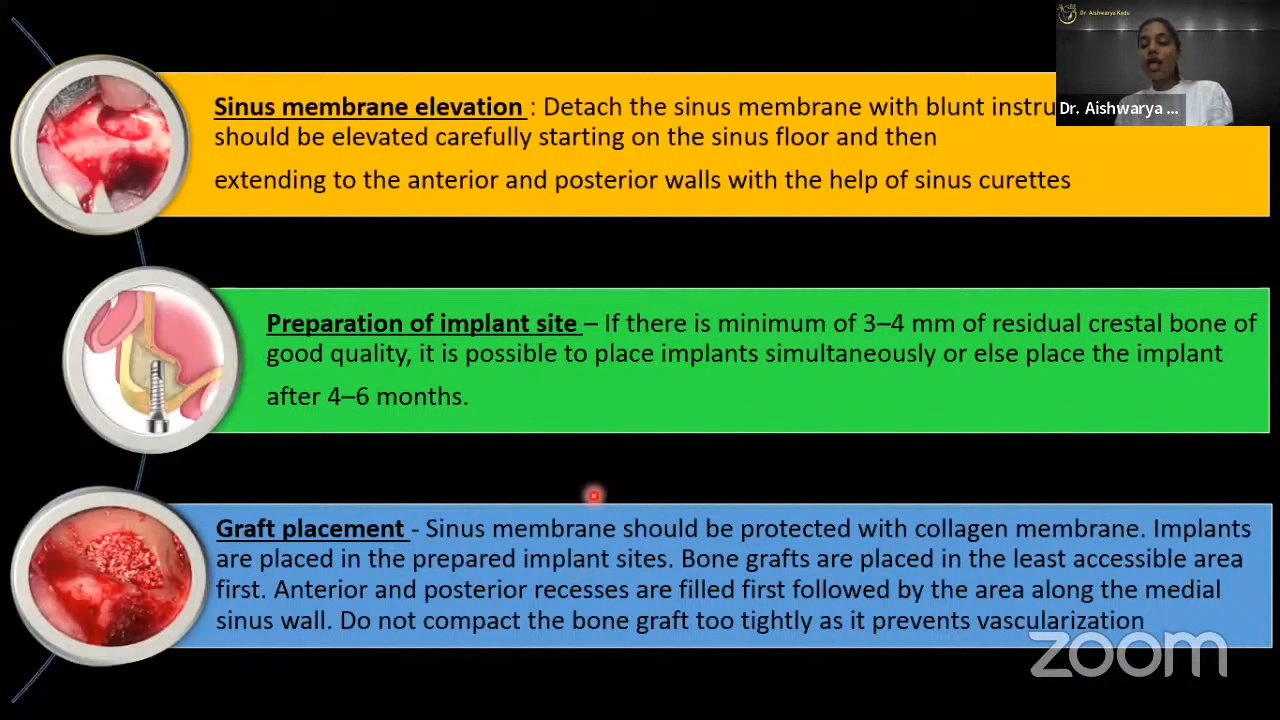 Dr. Aishwarya Kadu
Dr. Aishwarya ...
Sinus membrane elevation : Detach the sinus membrane with blunt instru
should be elevated carefully starting on the sinus floor and then
extending to the anterior and posterior walls with the help of sinus curettes
Preparation of implant site – If there is minimum of 3–4 mm of residual crestal bone of
good quality, it is possible to place implants simultaneously or else place the implant
after 4–6 months.
Graft placement - Sinus membrane should be protected with collagen membrane. Implants
are placed in the prepared implant sites. Bone grafts are placed in the least accessible area
first. Anterior and posterior recesses are filled first followed by the area along the medial
sinus wall. Do not compact the bone graft too tightly as it prevents vascularization
zoom